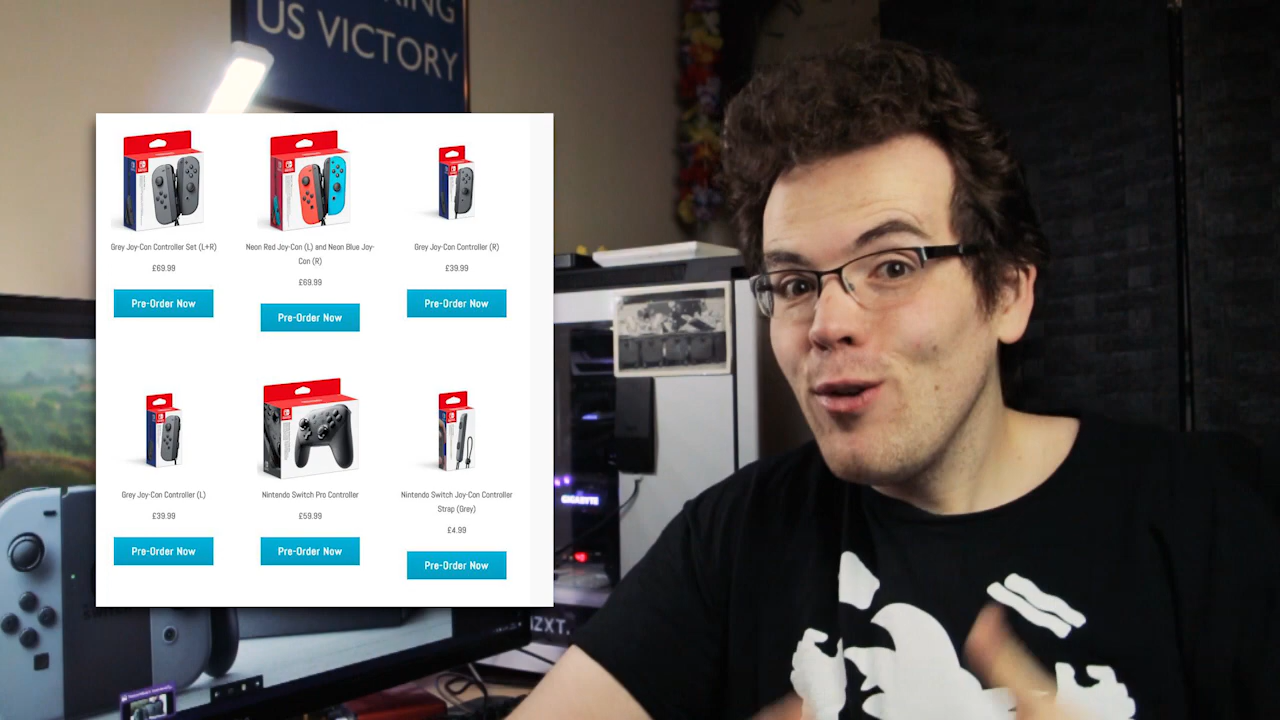 US VICTORY
Grey Joy-Con Controller Set (L+R)
£69.99
Pre-Order Now
Neon Red Joy-Con (L) and Neon Blue Joy-
Con (R)
£69.99
Pre-Order Now
Grey Joy-Con Controller (R)
£39.99
Pre-Order Now
Grey Joy-Con Controller (L)
£39.99
Pre-Order Now
Nintendo Switch Pro Controller
£59.99
Pre-Order Now
Nintendo Switch Joy-Con Controller
Strap (Grey)
£4.99
Pre-Order Now
GIGABYTE
NZXT.